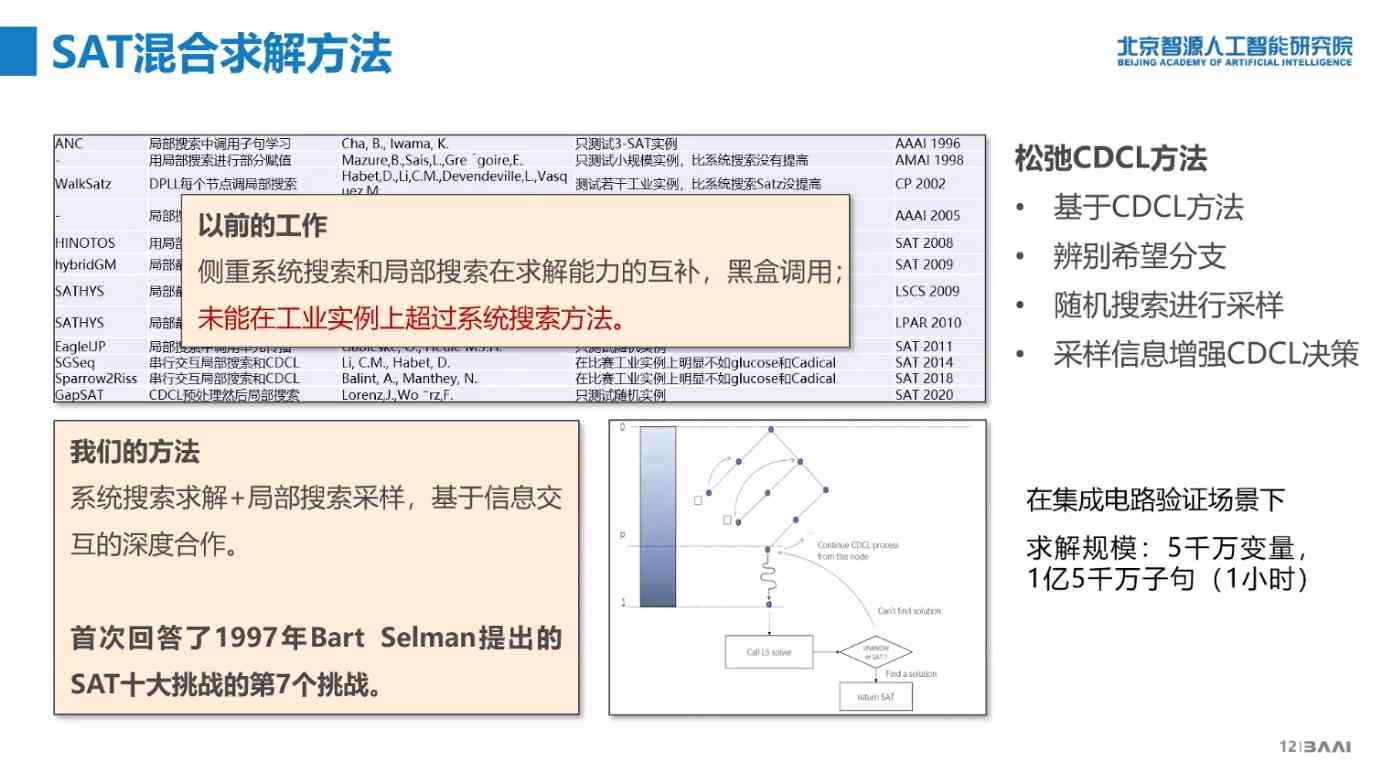 SAT混合求解方法
北京智源人工智能研究院
BEIJING ACADEMY OF ARTIFICIAL INTELLIGENCE
ANC 局部搜索中调用子句学习 Cha, B., Iwama, K. 只测试3-SAT实例 AAAI 1996
- 用局部搜索进行部分赋值 Mazure,B.,Sais,L.,Gre ´goire,E. 只测试小规模实例，比系统搜索没有提高 AMAI 1998
WalkSatz DPLL每个节点调局部搜索 Habet,D.,Li,C.M.,Devendeville,L.,Vasquez,M. 测试若干工业实例，比系统搜索Satz没提高 CP 2002
- 局部 AAAI 2005
HINOTOS 用局部 SAT 2008
hybridGM 局部 SAT 2009
SATHYS 局部 LSCS 2009
SATHYS 局部 LPAR 2010
EagleUP SAT 2011
SGSeq 串行交互局部搜索和CDCL Li, C.M., Habet, D. 在比赛工业实例上明显不如glucose和Cadical SAT 2014
Sparrow2Riss 串行交互局部搜索和CDCL Balint, A., Manthey, N. 在比赛工业实例上明显不如glucose和Cadical SAT 2018
GapSAT CDCL预处理然后局部搜索 Lorenz,J.,Wo ¨rz,F. 只测试随机实例 SAT 2020
以前的工作
侧重系统搜索和局部搜索在求解能力的互补，黑盒调用；
未能在工业实例上超过系统搜索方法。
松弛CDCL方法
• 基于CDCL方法
• 辨别希望分支
• 随机搜索进行采样
• 采样信息增强CDCL决策
我们的方法
系统搜索求解+局部搜索采样，基于信息交
互的深度合作。
首次回答了1997年Bart Selman提出的
SAT十大挑战的第7个挑战。
0
p
1
Continue CDCL process
from this node
Can't find solution
Call LS solver
UNKNOW
or SAT?
Find a solution
return SAT
在集成电路验证场景下
求解规模：5千万变量，
1亿5千万子句（1小时）
12 BAAI